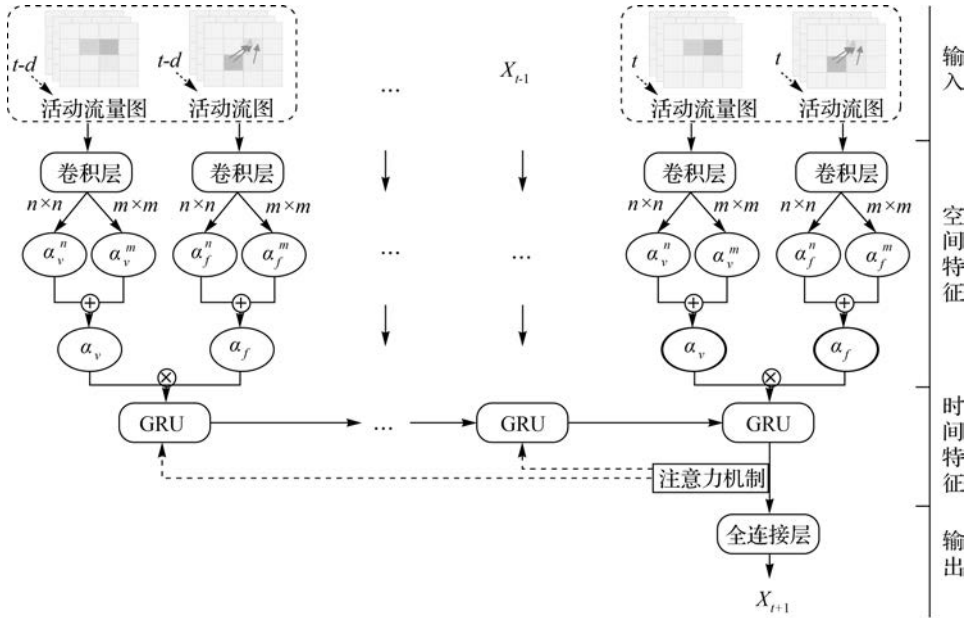 t-d
t-d
...
X_{t-1}
t
t
活动流量图
活动流图
活动流量图
活动流图
输入
卷积层
卷积层
卷积层
卷积层
n×n
m×m
n×n
m×m
n×n
m×m
n×n
m×m
α_v^n
α_v^m
α_f^n
α_f^m
...
...
α_v^n
α_v^m
α_f^n
α_f^m
空间特征
⊕
⊕
⊕
⊕
α_v
α_f
α_v
α_f
⊗
⊗
GRU
...
GRU
GRU
时间特征
注意力机制
全连接层
输出
X_{t+1}